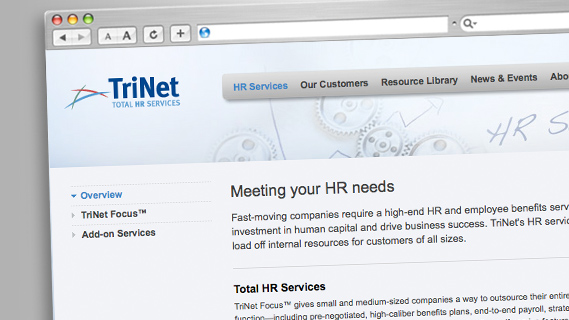 A A
TriNet
TOTAL HR SERVICES
HR Services Our Customers Resource Library News & Events
HR
Overview
TriNet Focus™
Add-on Services
Meeting your HR needs
Fast-moving companies require a high-end HR and employee benefits
investment in human capital and drive business success. TriNet's HR
load off internal resources for customers of all sizes.
Total HR Services
TriNet Focus™ gives small and medium-sized companies a way to outsource their
function—including pre-negotiated, high-caliber benefits plans, end-to-end payroll,